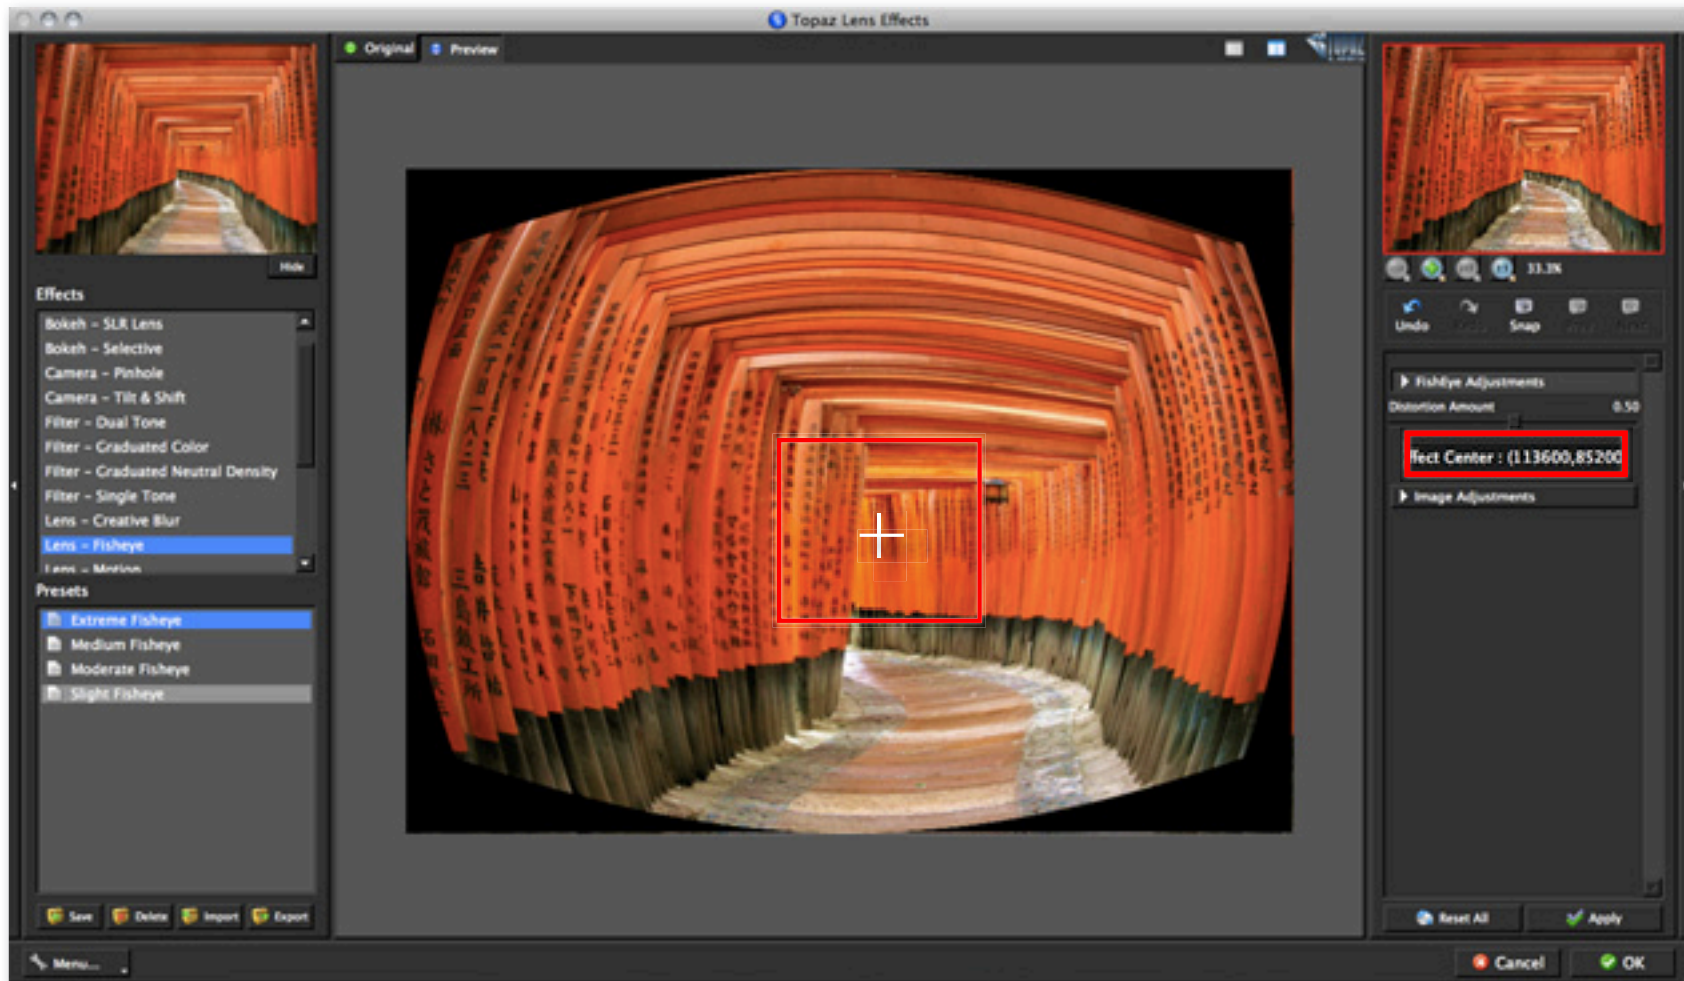 Topaz Lens Effects
Original
Preview
Hide
Effects
Bokeh - SLR Lens
Bokeh - Selective
Camera - Pinhole
Camera - Tilt & Shift
Filter - Dual Tone
Filter - Graduated Color
Filter - Graduated Neutral Density
Filter - Single Tone
Lens - Creative Blur
Lens - Fisheye
Lens - Motion
Presets
Extreme Fisheye
Medium Fisheye
Moderate Fisheye
Slight Fisheye
Save
Delete
Import
Export
Menu...
33.3%
Undo
Snap
FishEye Adjustments
Distortion Amount 0.50
ffect Center : (113600,85200
Image Adjustments
Reset All
Apply
Cancel
OK